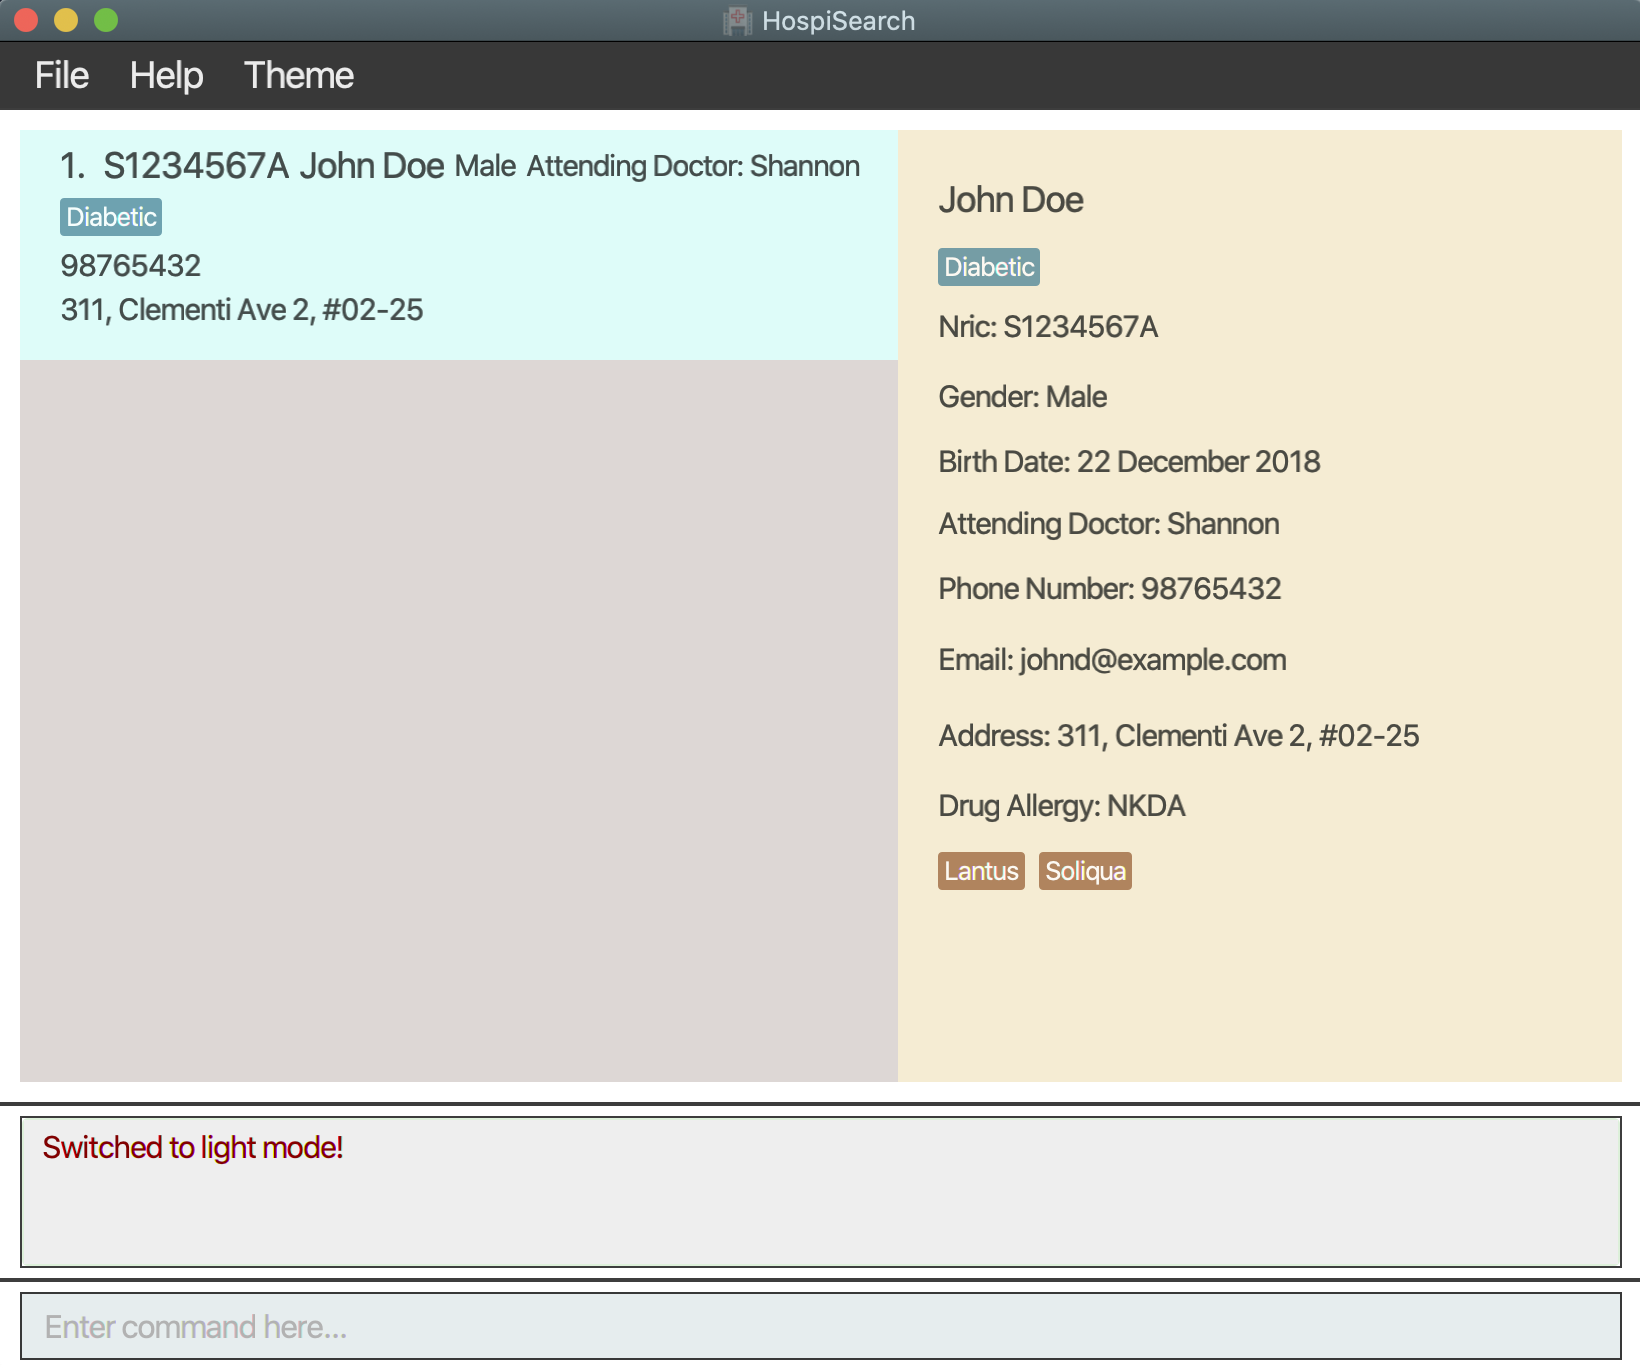 HospiSearch
File Help Theme
1. S1234567A John Doe Male Attending Doctor: Shannon
Diabetic
98765432
311, Clementi Ave 2, #02-25
John Doe
Diabetic
Nric: S1234567A
Gender: Male
Birth Date: 22 December 2018
Attending Doctor: Shannon
Phone Number: 98765432
Email: johnd@example.com
Address: 311, Clementi Ave 2, #02-25
Drug Allergy: NKDA
Lantus Soliqua
Switched to light mode!
Enter command here...